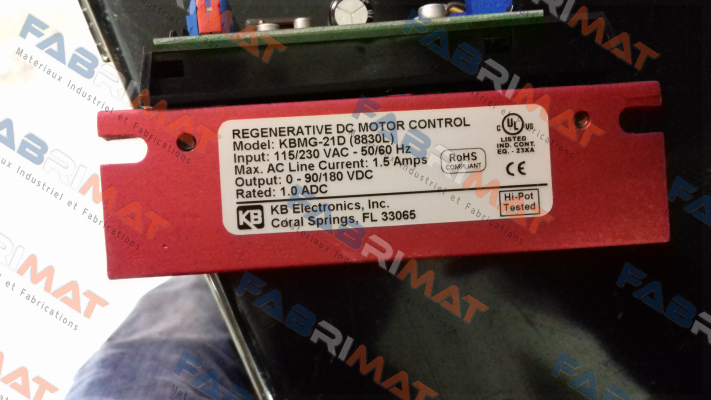 REGENERATIVE DC MOTOR CONTROL
Model: KBMG-21D (8830L)
Input: 115/230 VAC - 50/60 Hz
Max. AC Line Current: 1.5 Amps
Output: 0 - 90/180 VDC
Rated: 1.0 ADC
KB
KB Electronics, Inc.
Coral Springs, FL 33065
C UL US
LISTED
IND. CONT.
EQ. - 23XA
RoHS
COMPLIANT
CE
Hi-Pot
Tested
FABRIMAT
Materiaux Industriel et Fabrications